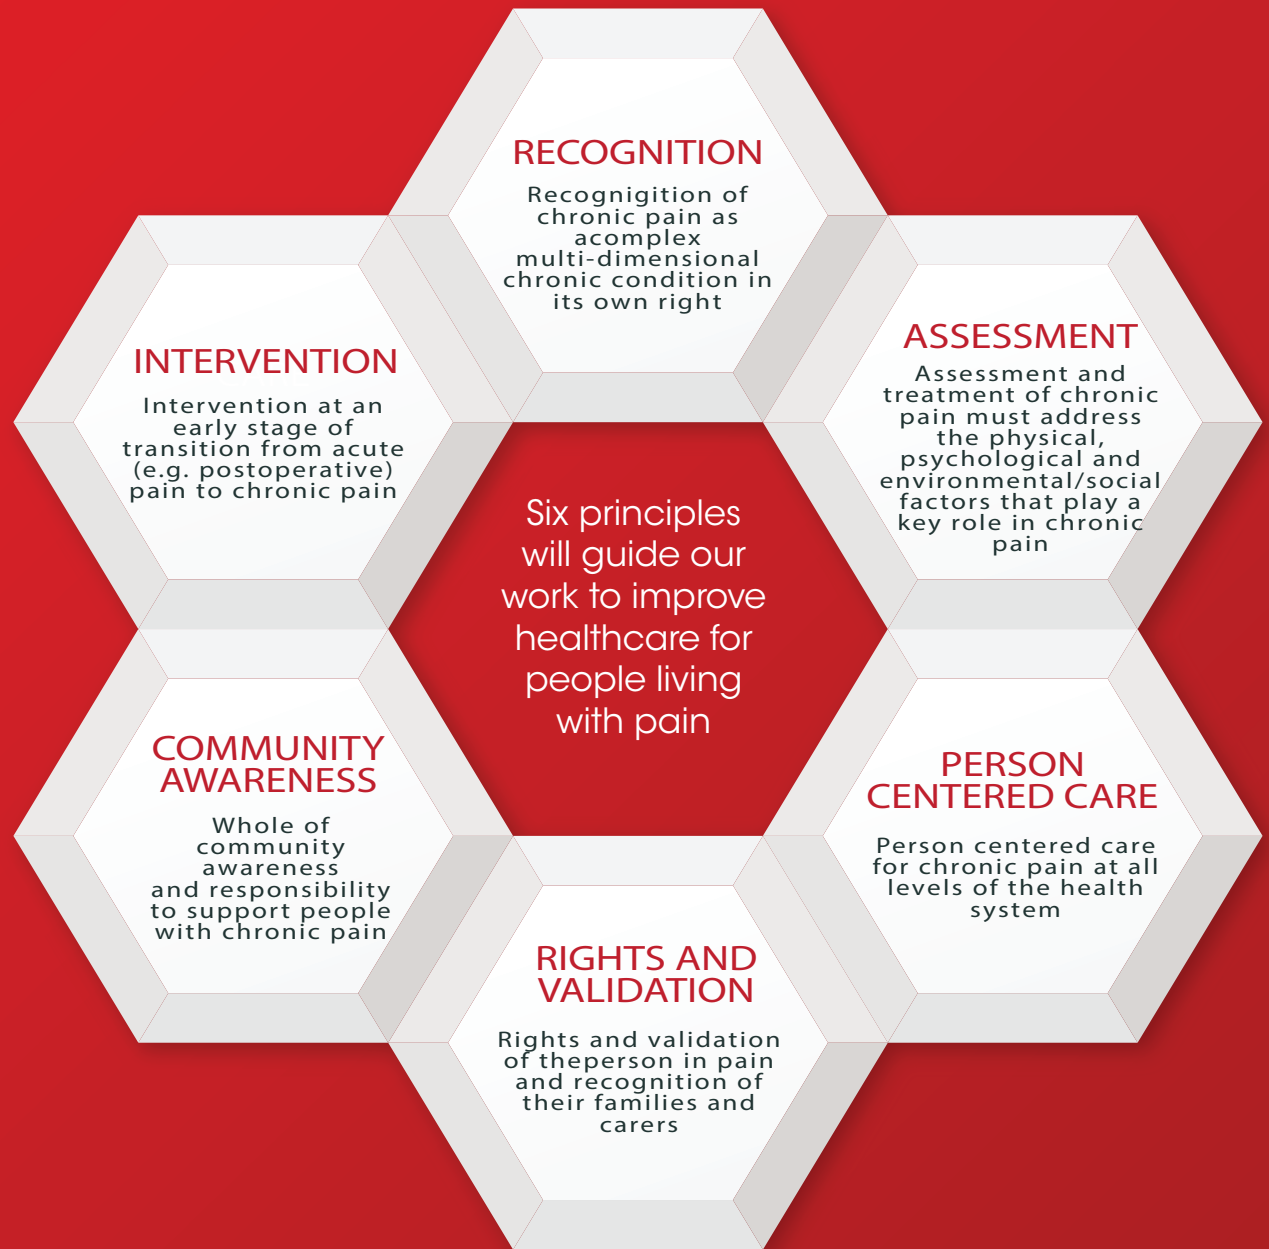 RECOGNITION
Recognigition of
chronic pain as
acomplex
multi-dimensional
chronic condition in
its own right
ASSESSMENT
Assessment and
treatment of chronic
pain must address
the physical,
psychological and
environmental/social
factors that play a
key role in chronic
pain
PERSON
CENTERED CARE
Person centered care
for chronic pain at all
levels of the health
system
RIGHTS AND
VALIDATION
Rights and validation
of theperson in pain
and recognition of
their families and
carers
COMMUNITY
AWARENESS
Whole of
community
awareness
and responsibility
to support people
with chronic pain
INTERVENTION
Intervention at an
early stage of
transition from acute
(e.g. postoperative)
pain to chronic pain
Six principles
will guide our
work to improve
healthcare for
people living
with pain